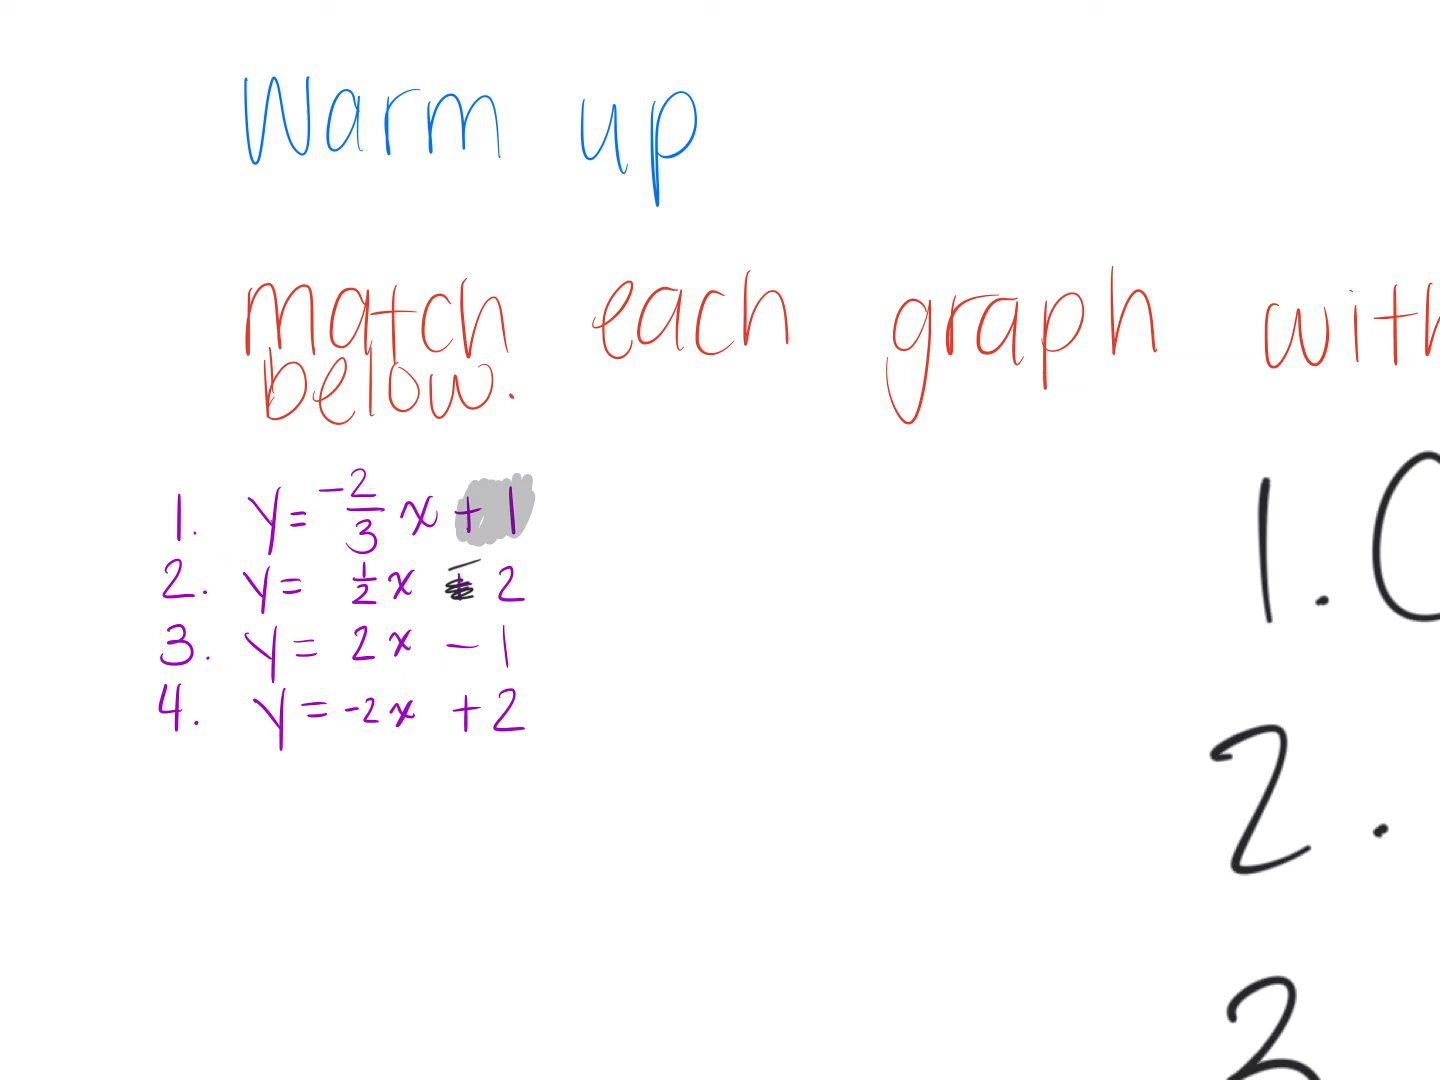 Warm up
match each graph with
below.
1. y = -2/3 x + 1
2. y = 1/2 x - 2
3. y = 2x - 1
4. y = -2x + 2
1.
2.
3